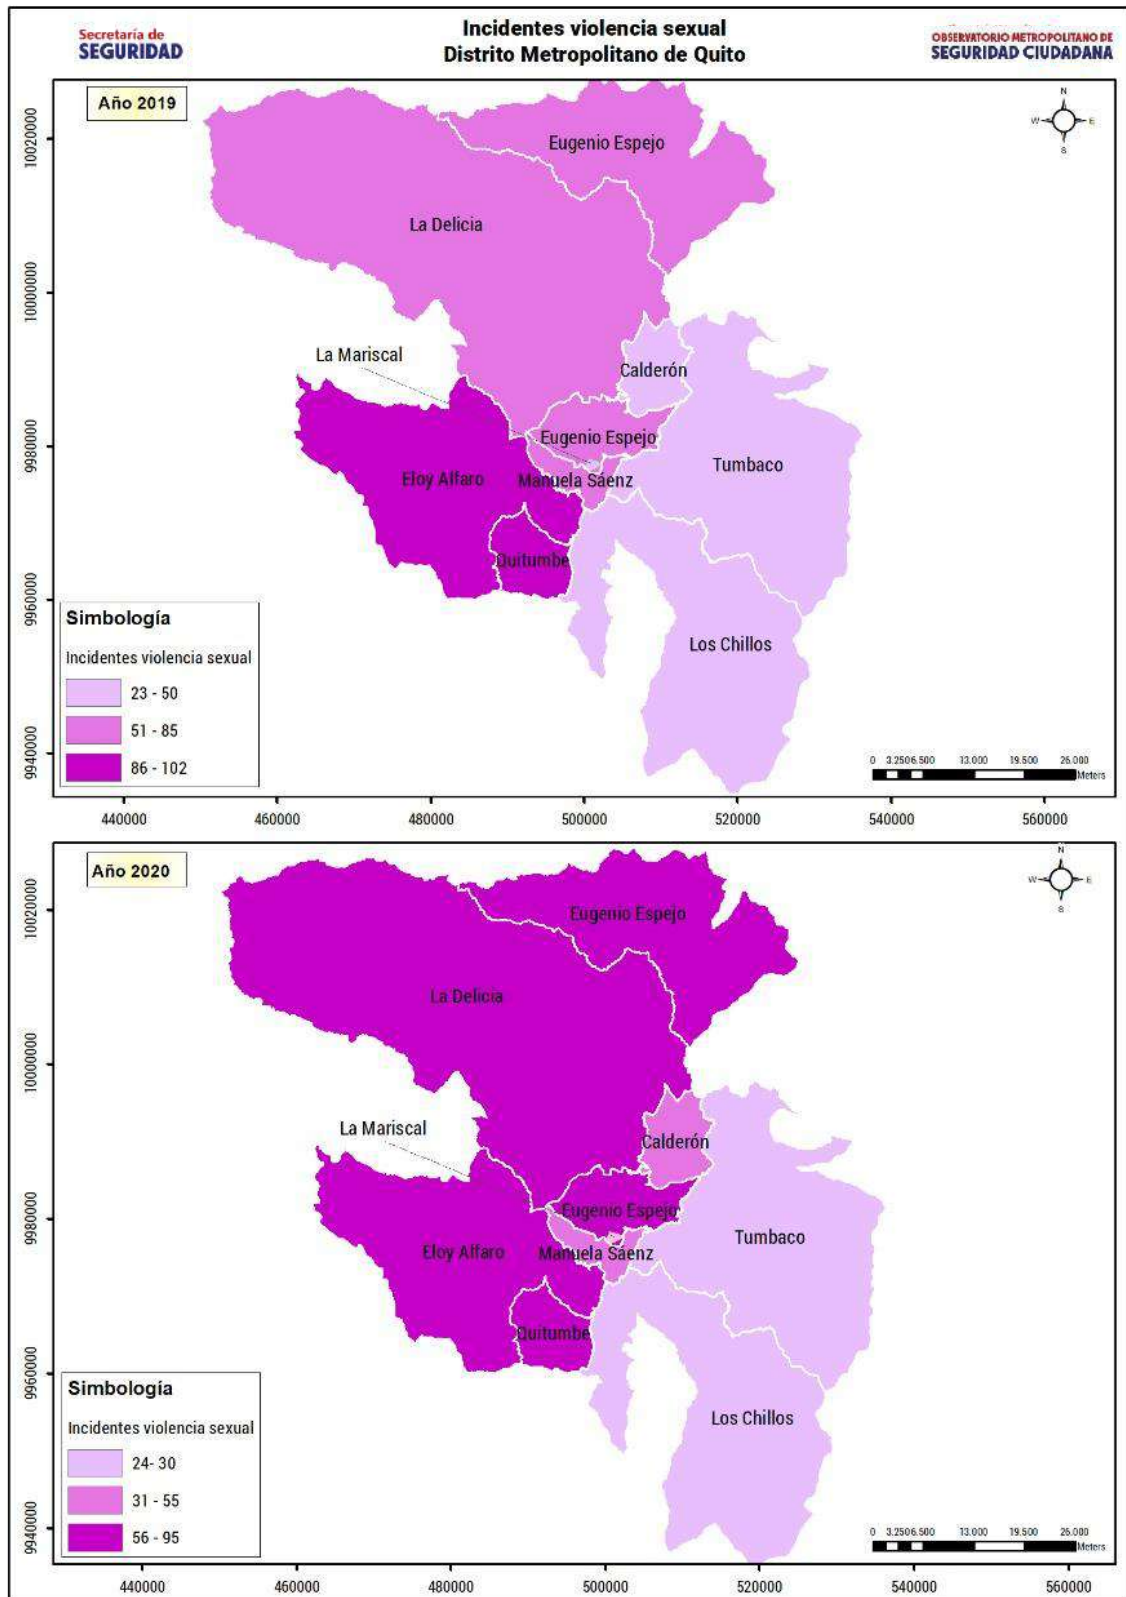 Secretaría de
SEGURIDAD
Incidentes violencia sexual
Distrito Metropolitano de Quito
OBSERVATORIO METROPOLITANO DE
SEGURIDAD CIUDADANA
Año 2019
N
W E
S
Eugenio Espejo
La Delicia
La Mariscal
Calderón
Eugenio Espejo
Tumbaco
Eloy Alfaro
Manuela Sáenz
Quitumbe
Los Chillos
Simbología
Incidentes violencia sexual
23 - 50
51 - 85
86 - 102
0 3.250 6.500 13.000 19.500 26.000
Meters
10020000
10000000
9980000
9960000
9940000
440000 460000 480000 500000 520000 540000 560000
Año 2020
N
W E
S
Eugenio Espejo
La Delicia
La Mariscal
Calderón
Eugenio Espejo
Tumbaco
Eloy Alfaro
Manuela Sáenz
Quitumbe
Los Chillos
Simbología
Incidentes violencia sexual
24- 30
31 - 55
56 - 95
0 3.250 6.500 13.000 19.500 26.000
Meters
10020000
10000000
9980000
9960000
9940000
440000 460000 480000 500000 520000 540000 560000